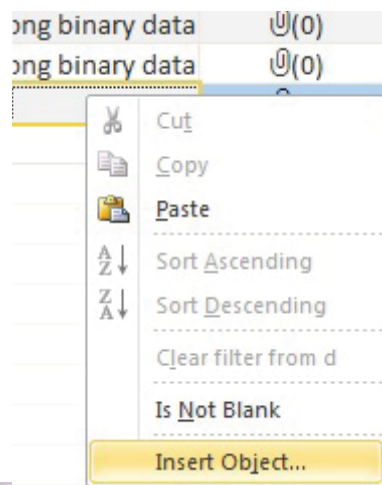 ong binary data (0)
ong binary data (0)
Cut
Copy
Paste
A Z Sort Ascending
Z A Sort Descending
Clear filter from d
Is Not Blank
Insert Object...